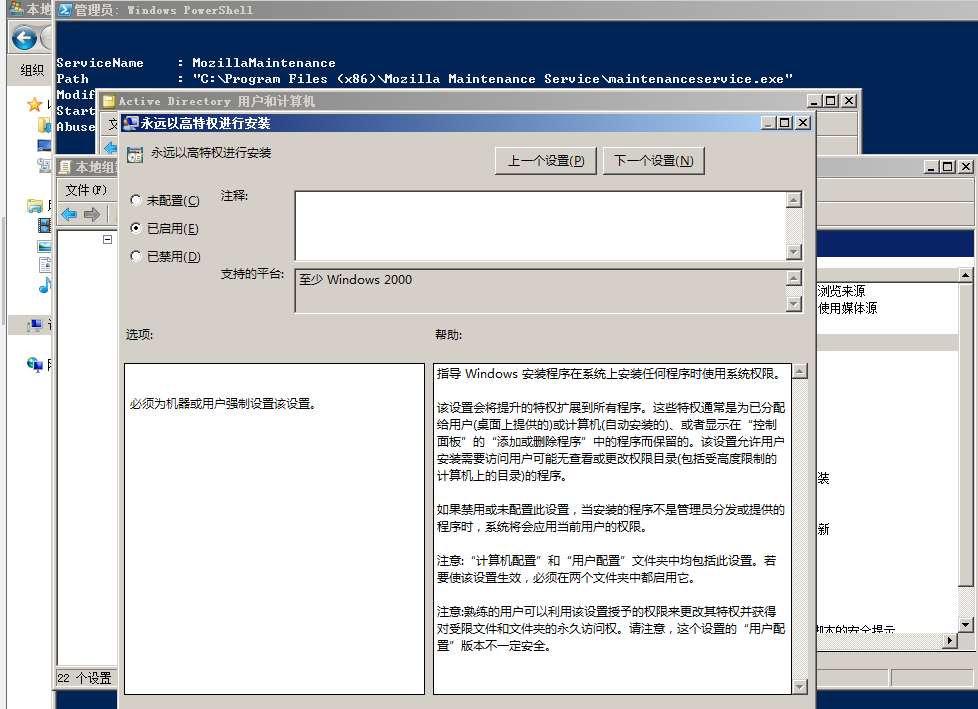 本地
管理员: Windows PowerShell
组织
ServiceName : MozillaMaintenance
Path : "C:\Program Files (x86)\Mozilla Maintenance Service\maintenanceservice.exe"
Modif
Start
Abuse
Active Directory 用户和计算机
永远以高特权进行安装
永远以高特权进行安装
上一个设置(P)
下一个设置(N)
本地组
文件(F)
未配置(C)
已启用(E)
已禁用(D)
注释:
支持的平台:
至少 Windows 2000
浏览来源
使用媒体源
选项:
帮助:
必须为机器或用户强制设置该设置。
指导 Windows 安装程序在系统上安装任何程序时使用系统权限。
该设置会将提升的特权扩展到所有程序。这些特权通常是为已分配
给用户(桌面上提供的)或计算机(自动安装的)、或者显示在“控制
面板”的“添加或删除程序”中的程序而保留的。该设置允许用户
安装需要访问用户可能无查看或更改权限目录(包括受高度限制的
计算机上的目录)的程序。
如果禁用或未配置此设置，当安装的程序不是管理员分发或提供的
程序时，系统将会应用当前用户的权限。
注意:“计算机配置”和“用户配置”文件夹中均包括此设置。若
要使该设置生效，必须在两个文件夹中都启用它。
注意:熟练的用户可以利用该设置授予的权限来更改其特权并获得
对受限文件和文件夹的永久访问权。请注意，这个设置的“用户配
置”版本不一定安全。
装
新
脚本的安全提示
22 个设置